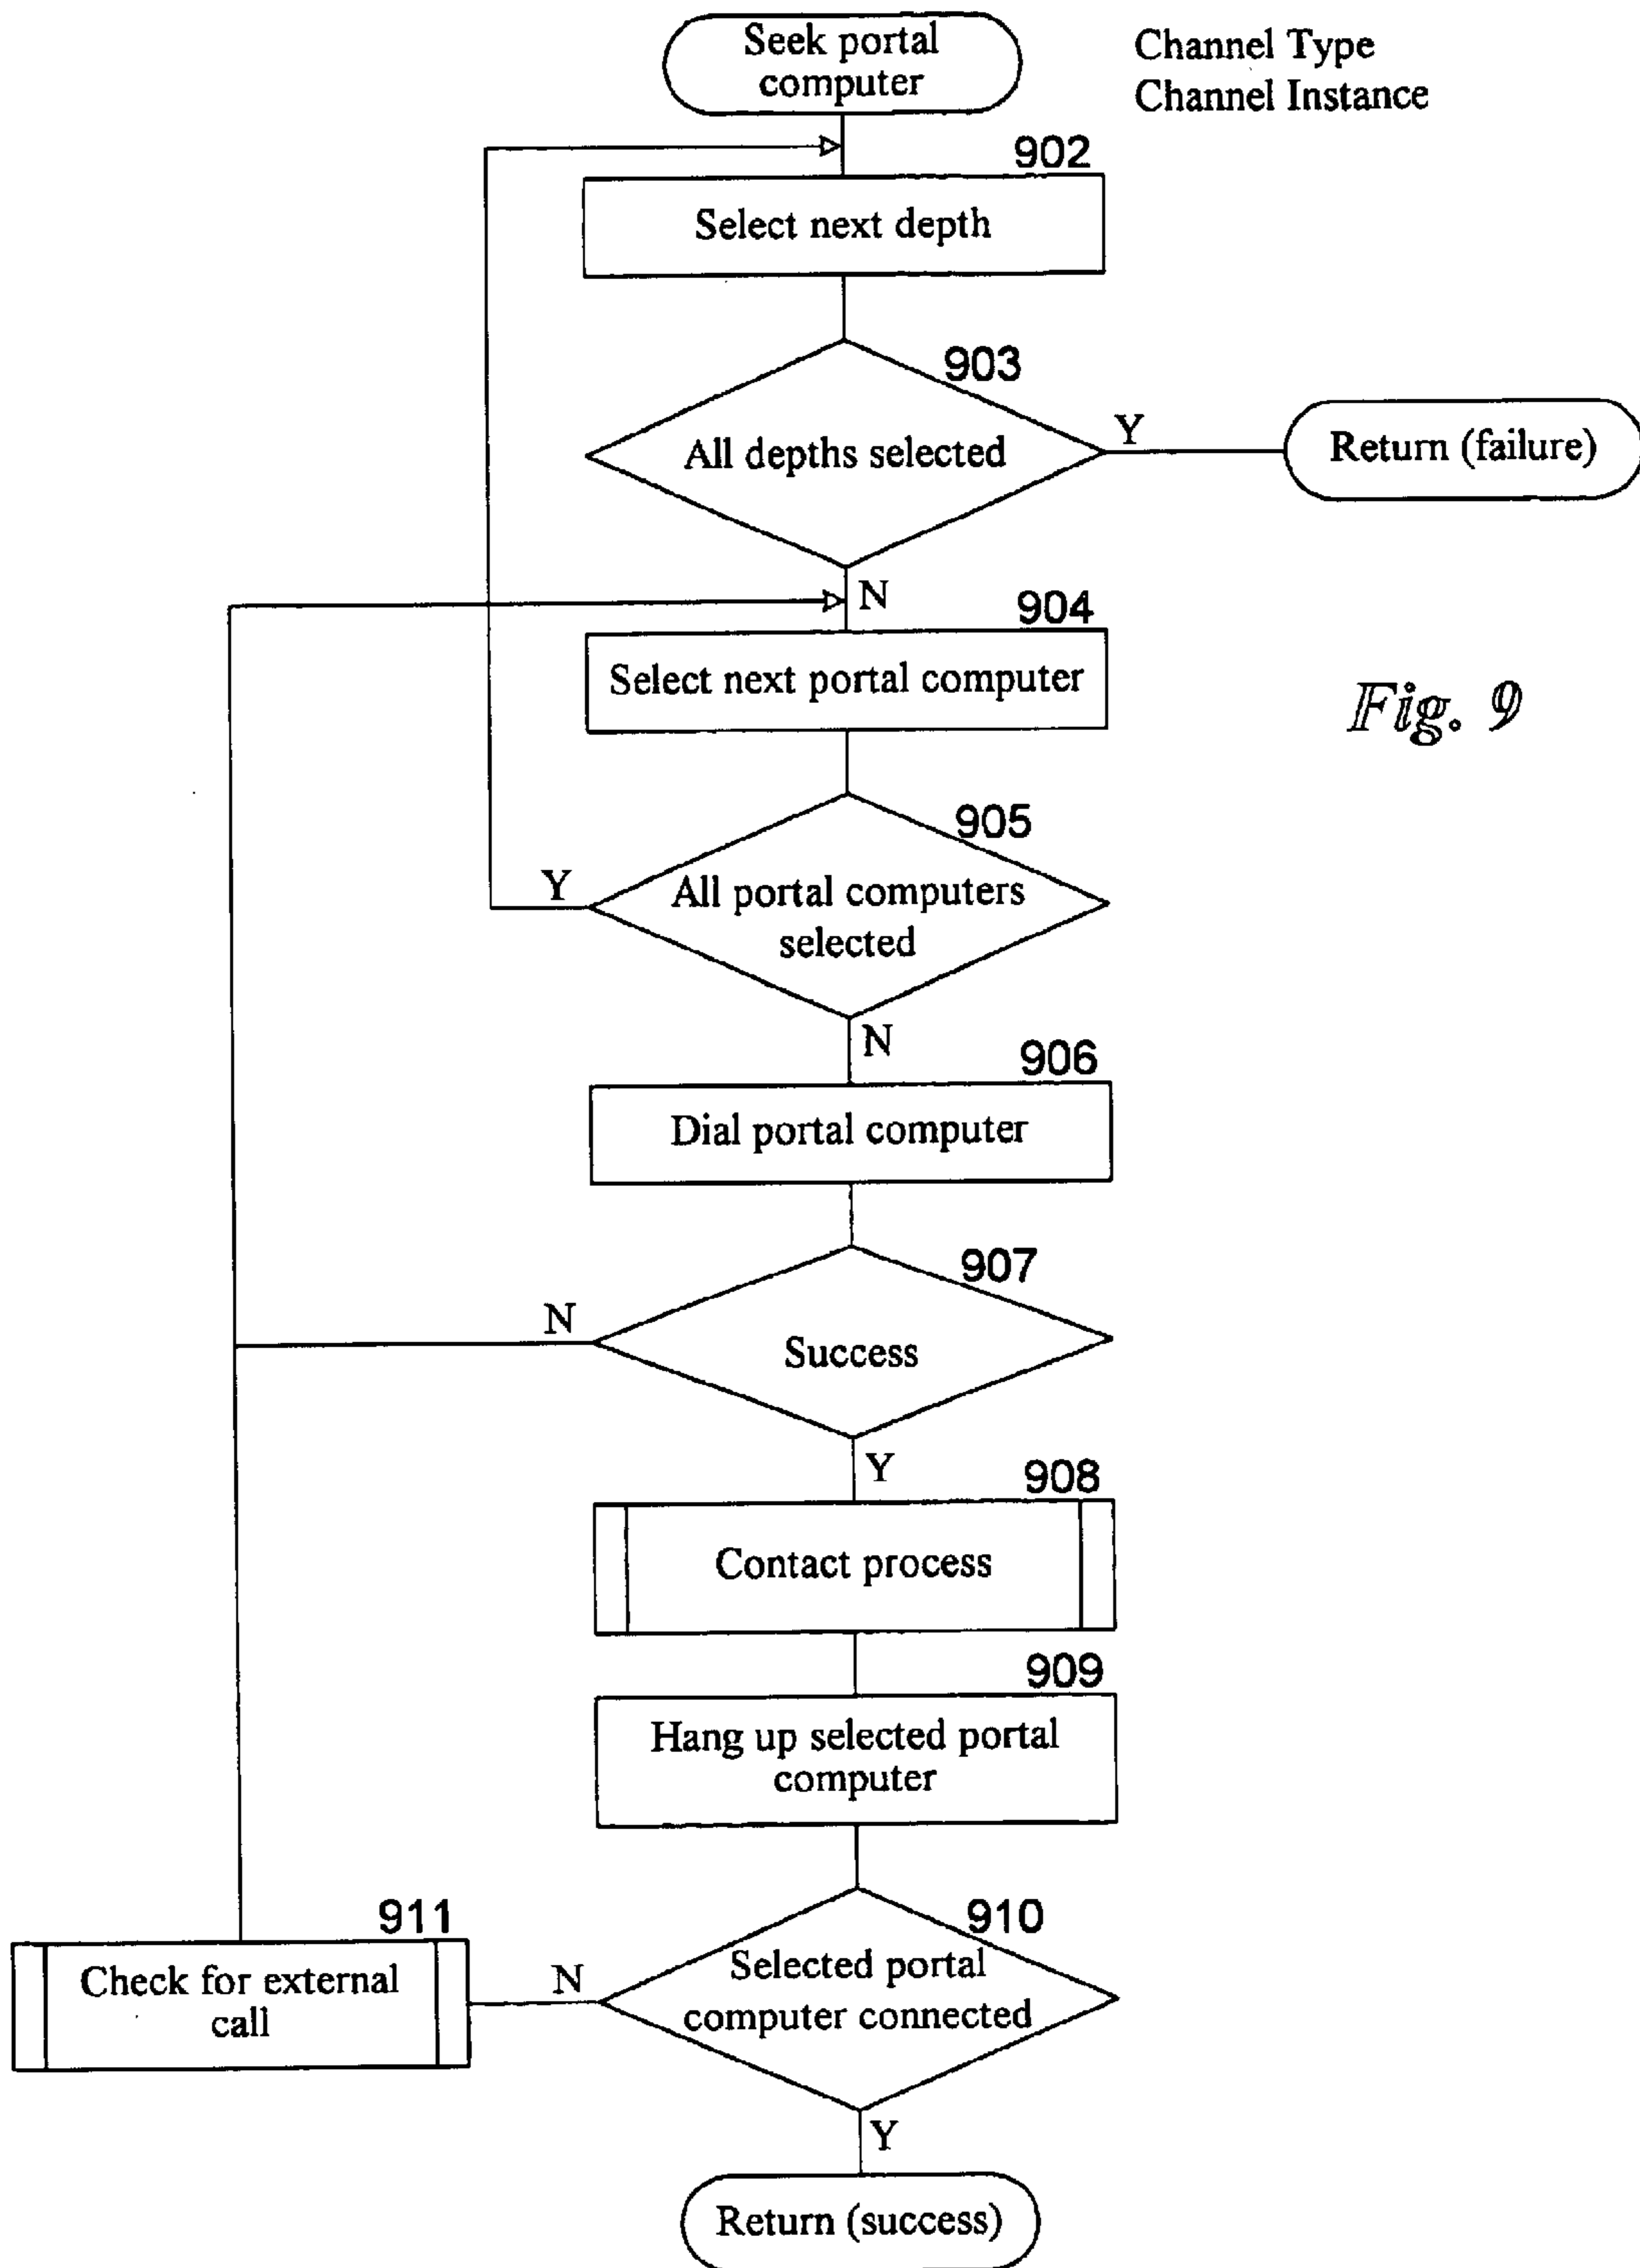 Seek portal
computer
Channel Type
Channel Instance
902
Select next depth
903
All depths selected
Y
Return (failure)
N
904
Select next portal computer
Fig. 9
905
Y
All portal computers
selected
N
906
Dial portal computer
907
N
Success
Y
908
Contact process
909
Hang up selected portal
computer
911
Check for external
call
N
910
Selected portal
computer connected
Y
Return (success)